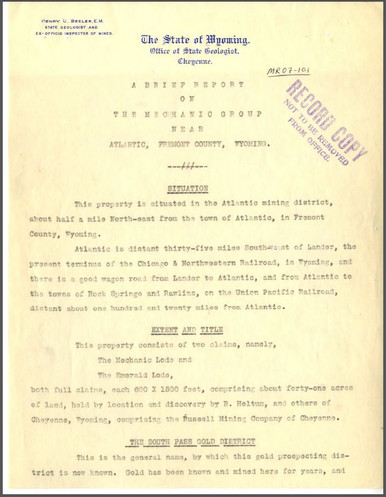 HENRY C. BEELER, E.M.
STATE GEOLOGIST AND
EX-OFFICIO INSPECTOR OF MINES.
The State of Wyoming,
Office of State Geologist,
Cheyenne.
MR07-101
A BRIEF REPORT
ON
THE MECHANIC GROUP
NEAR
ATLANTIC, FREMONT COUNTY, WYOMING.
RECORD COPY
NOT TO BE REMOVED
FROM OFFICE.
SITUATION
This property is situated in the Atlantic mining district,
about half a mile North-east from the town of Atlantic, in Fremont
County, Wyoming.
Atlantic is distant thirty-five miles South-west of Lander, the
present terminus of the Chicago & Northwestern Railroad, in Wyoming, and
there is a good wagon road from Lander to Atlantic, and from Atlantic to
the towns of Rock Springs and Rawlins, on the Union Pacific Railroad,
distant about one hundred and twenty miles from Atlantic.
EXTENT AND TITLE
This property consists of two claims, namely,
The Mechanic Lode and
The Emerald Lode,
both full claims, each 600 X 1500 feet, comprising about forty-one acres
of land, held by location and discovery by R. Heltun, and others of
Cheyenne, Wyoming, comprising the Russell Mining Company of Cheyenne.
THE SOUTH PASS GOLD DISTRICT
This is the general name, by which this gold prospecting dis-
trict is now known. Gold has been known and mined here for years, and